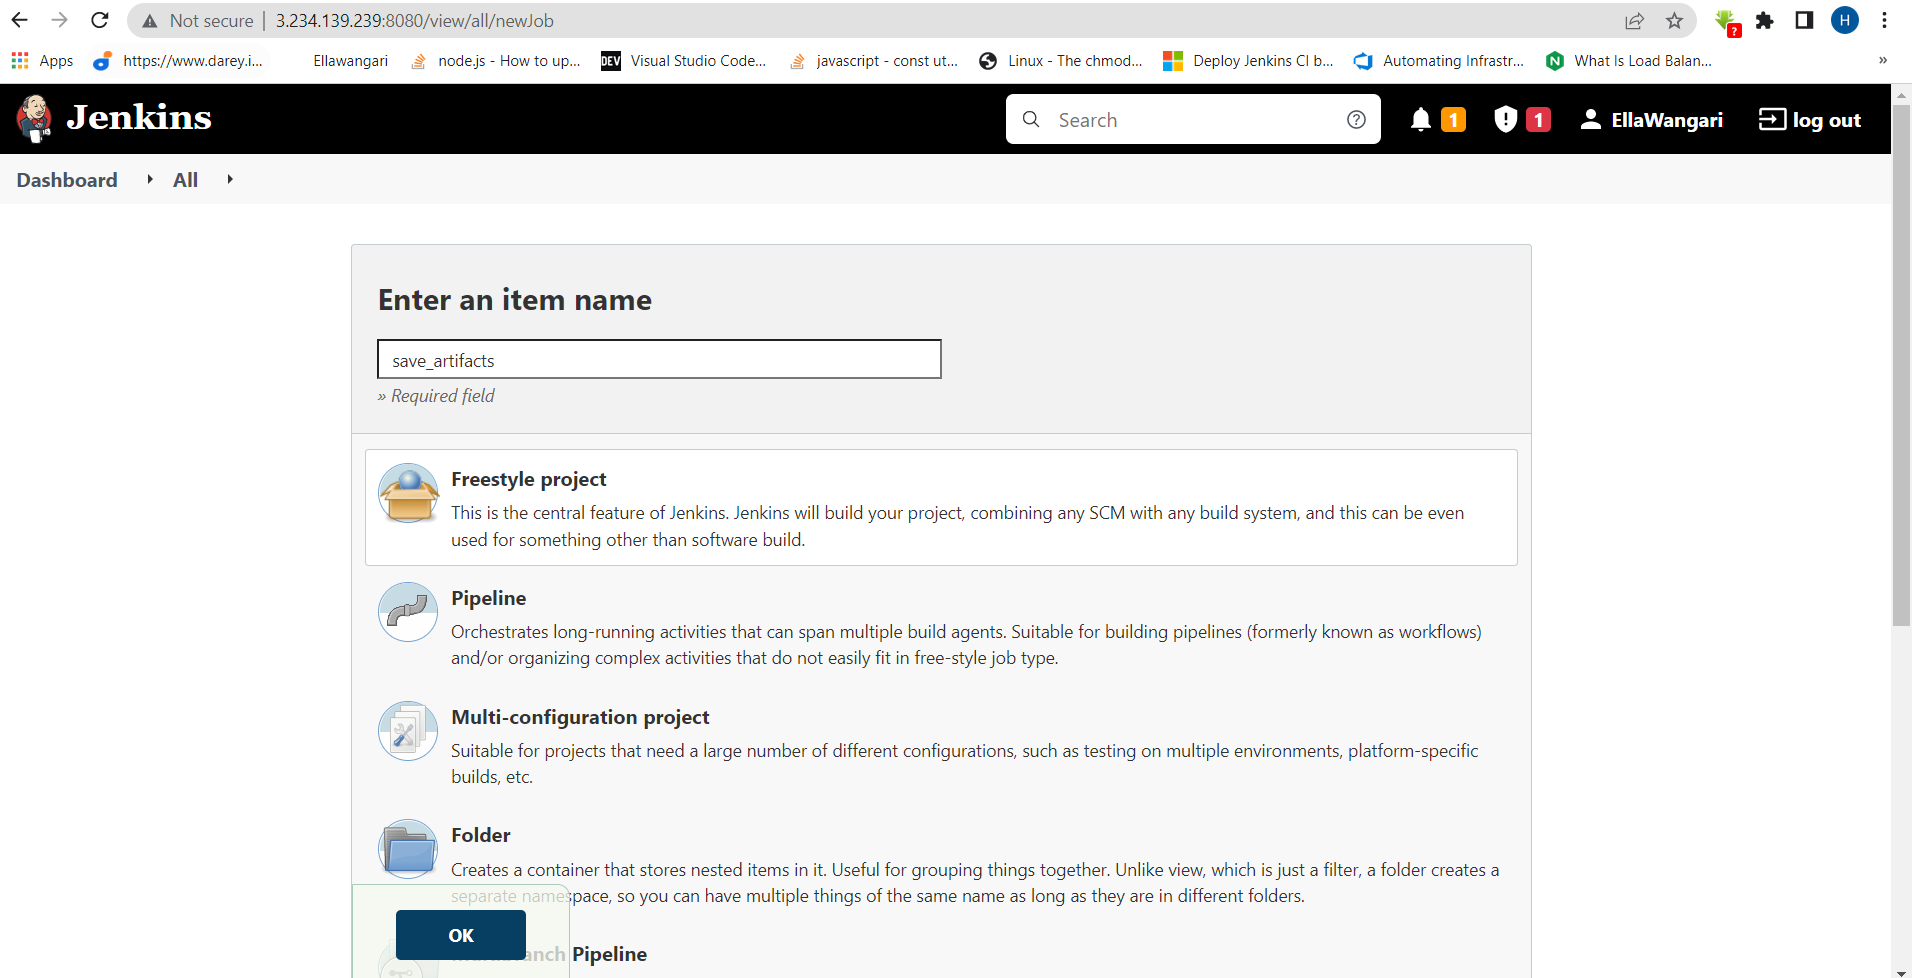 Not secure | 3.234.139.239:8080/view/all/newJob
?
H
Apps https://www.darey.i... Ellawangari node.js - How to up... DEV Visual Studio Code... javascript - const ut... Linux - The chmod... Deploy Jenkins CI b... Automating Infrastr... N What Is Load Balan... »
Jenkins Search ? 1 ! 1 EllaWangari log out
Dashboard All
Enter an item name
save_artifacts
» Required field
Freestyle project
This is the central feature of Jenkins. Jenkins will build your project, combining any SCM with any build system, and this can be even
used for something other than software build.
Pipeline
Orchestrates long-running activities that can span multiple build agents. Suitable for building pipelines (formerly known as workflows)
and/or organizing complex activities that do not easily fit in free-style job type.
Multi-configuration project
Suitable for projects that need a large number of different configurations, such as testing on multiple environments, platform-specific
builds, etc.
Folder
Creates a container that stores nested items in it. Useful for grouping things together. Unlike view, which is just a filter, a folder creates a
separate namespace, so you can have multiple things of the same name as long as they are in different folders.
OK
Pipeline